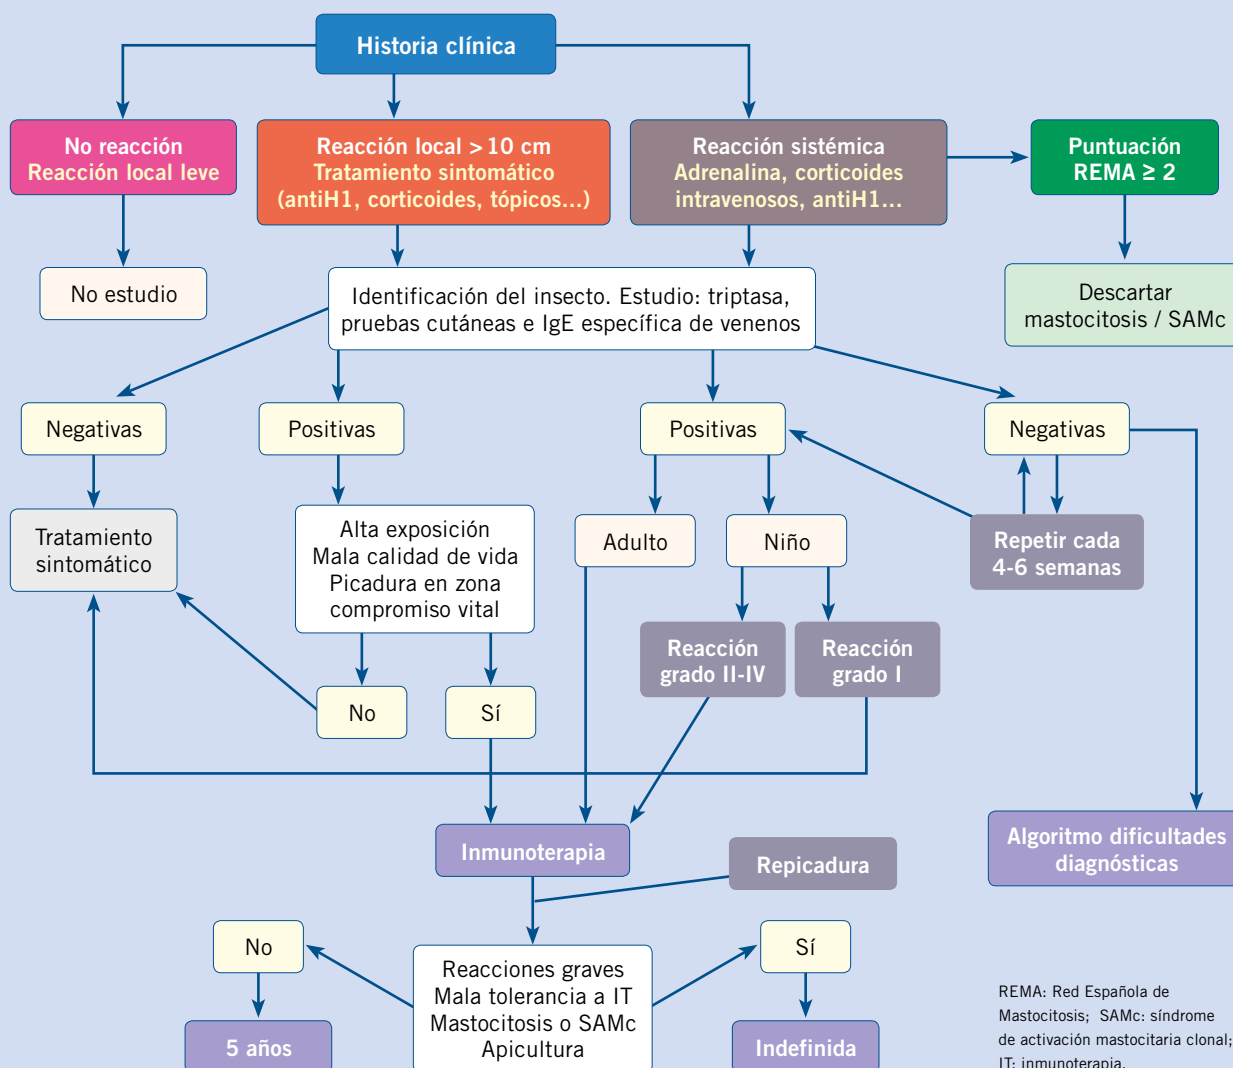 Historia clínica
No reacción
Reacción local leve
Reacción local > 10 cm
Tratamiento sintomático
(antiH1, corticoides, tópicos...)
Reacción sistémica
Adrenalina, corticoides
intravenosos, antiH1...
Puntuación
REMA ≥ 2
No estudio
Identificación del insecto. Estudio: triptasa,
pruebas cutáneas e IgE específica de venenos
Descartar
mastocitosis / SAMc
Negativas
Positivas
Positivas
Negativas
Tratamiento
sintomático
Alta exposición
Mala calidad de vida
Picadura en zona
compromiso vital
Adulto
Niño
Repetir cada
4-6 semanas
Reacción
grado II-IV
Reacción
grado I
No
Sí
Inmunoterapia
Repicadura
Algoritmo dificultades
diagnósticas
No
Reacciones graves
Mala tolerancia a IT
Mastocitosis o SAMc
Apicultura
Sí
5 años
Indefinida
REMA: Red Española de
Mastocitosis; SAMc: síndrome
de activación mastocitaria clonal;
IT: inmunoterapia.